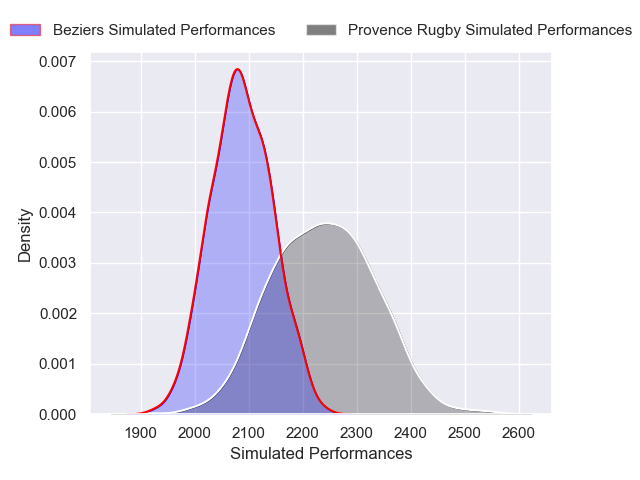 Beziers Simulated Performances
Provence Rugby Simulated Performances
0.007
0.006
0.005
0.004
0.003
0.002
0.001
0.000
Density
1900 2000 2100 2200 2300 2400 2500 2600
Simulated Performances